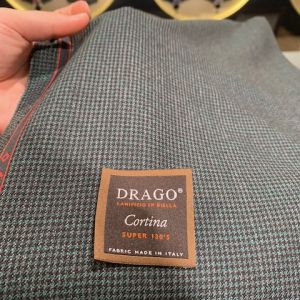 DRAGO®
LANIFICIO IN BIELLA
Cortina
SUPER 130'S
FABRIC MADE IN ITALY